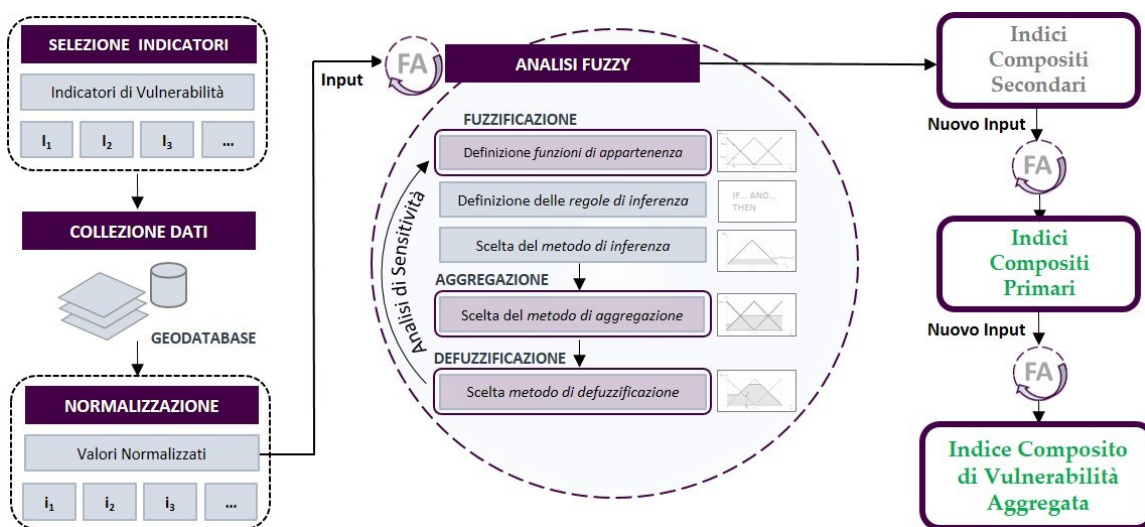 SELEZIONE INDICATORI
Indicatori di Vulnerabilità
I1
I2
I3
...
COLLEZIONE DATI
GEODATABASE
NORMALIZZAZIONE
Valori Normalizzati
i1
i2
i3
...
Input
FA
ANALISI FUZZY
FUZZIFICAZIONE
Definizione funzioni di appartenenza
Definizione delle regole di inferenza
IF... AND...
THEN
Scelta del metodo di inferenza
AGGREGAZIONE
Scelta del metodo di aggregazione
DEFUZZIFICAZIONE
Scelta metodo di defuzzificazione
Analisi di Sensitività
Indici
Compositi
Secondari
Nuovo Input
FA
Indici
Compositi
Primari
Nuovo Input
FA
Indice Composito
di Vulnerabilità
Aggregata